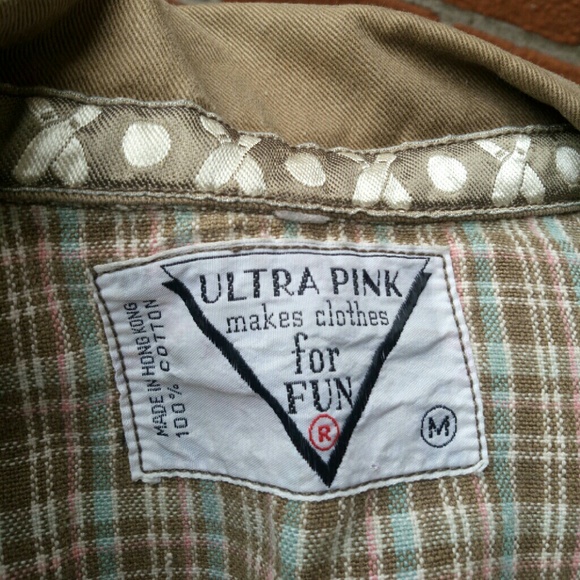 ULTRA PINK
makes clothes
for
FUN
®
M
MADE IN HONG KONG
100% COTTON